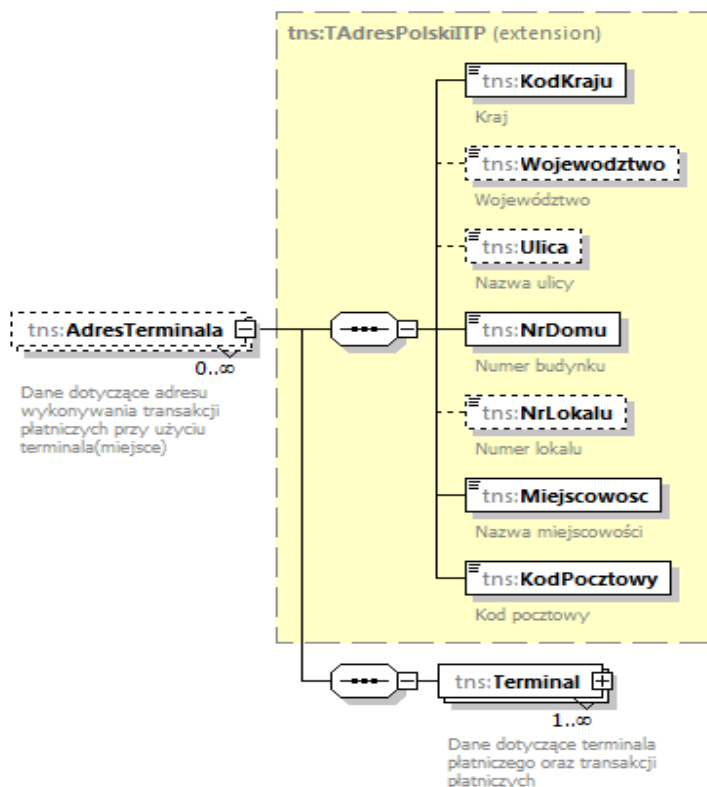 tns:TAdresPolskiITP (extension)
tns:KodKraju
Kraj
tns:Wojewodztwo
Województwo
tns:Ulica
Nazwa ulicy
tns:AdresTerminala
0..∞
Dane dotyczące adresu
wykonywania transakcji
płatniczych przy użyciu
terminala(miejsce)
tns:NrDomu
Numer budynku
tns:NrLokalu
Numer lokalu
tns:Miejscowosc
Nazwa miejscowości
tns:KodPocztowy
Kod pocztowy
tns:Terminal
1..∞
Dane dotyczące terminala
płatniczego oraz transakcji
płatniczych